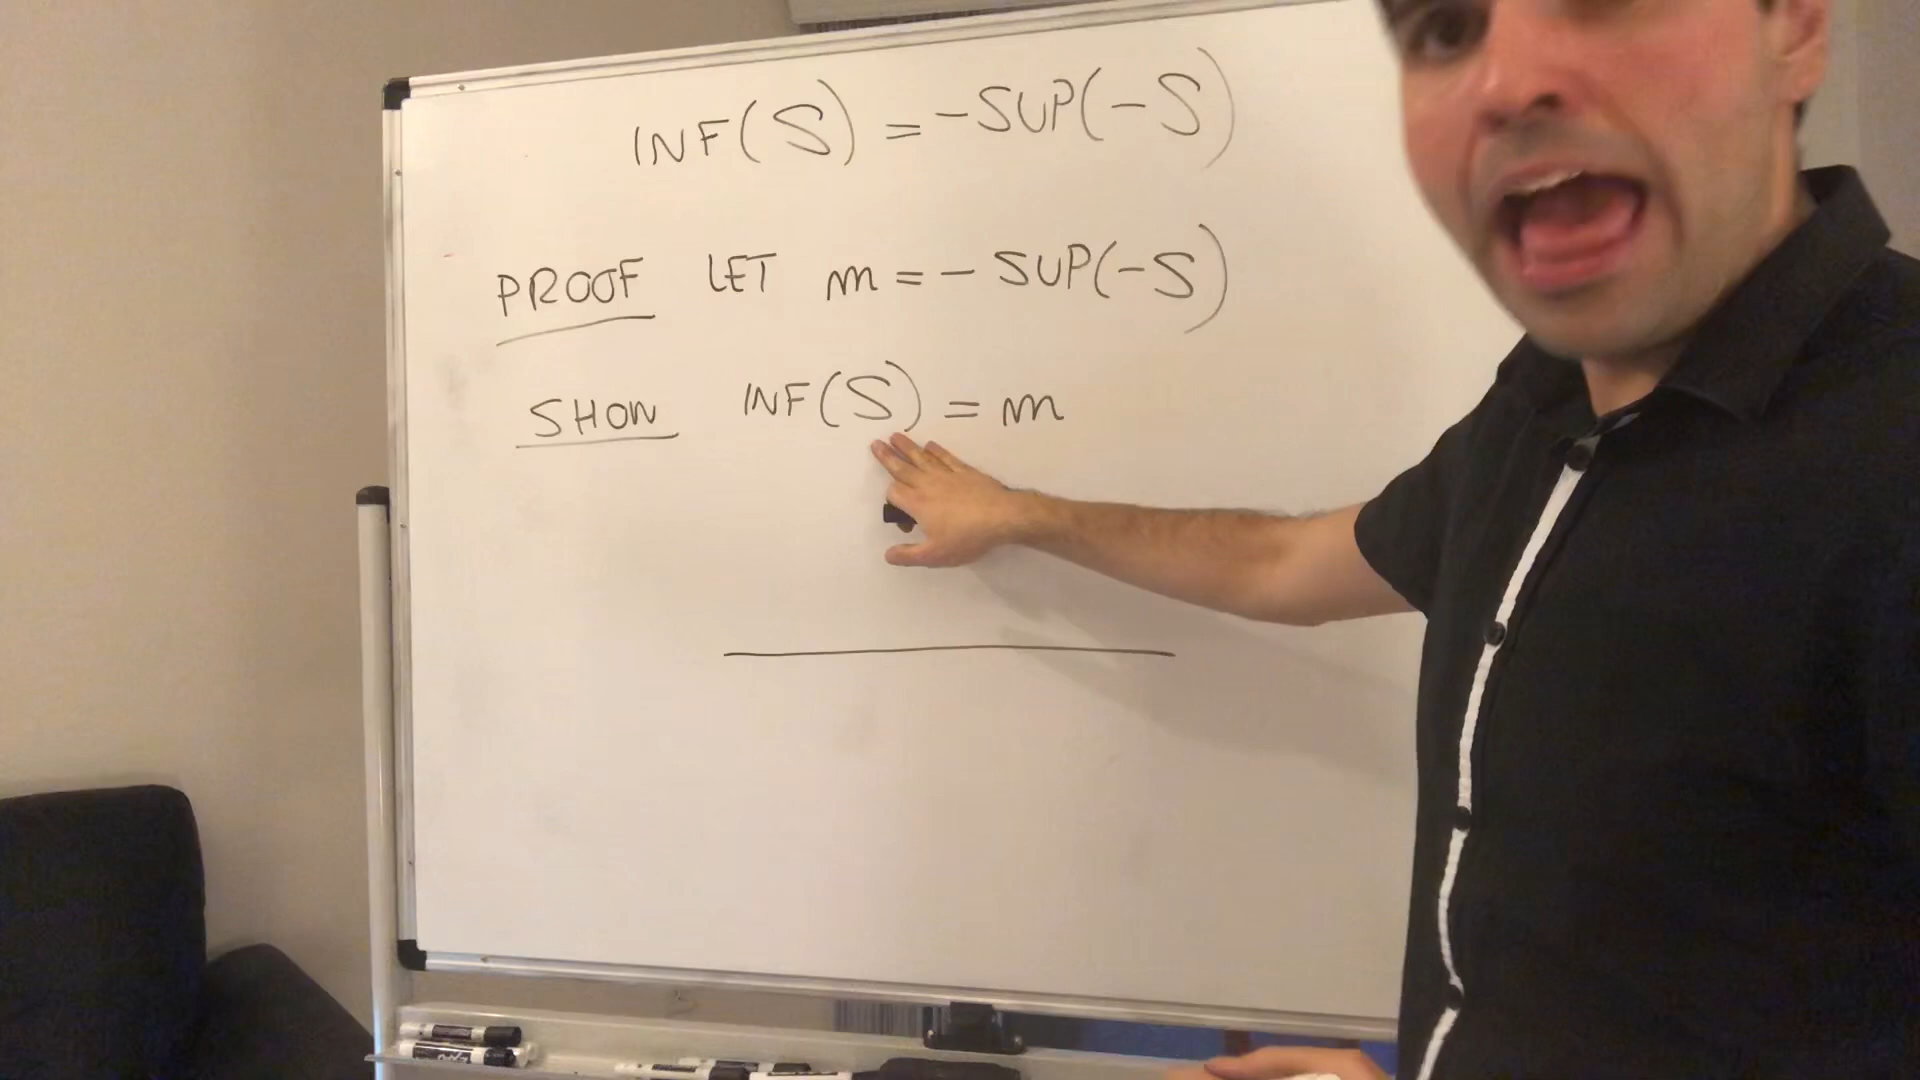 INF(S) = -SUP(-S)
PROOF LET m = - SUP(-S)
SHOW INF(S) = m